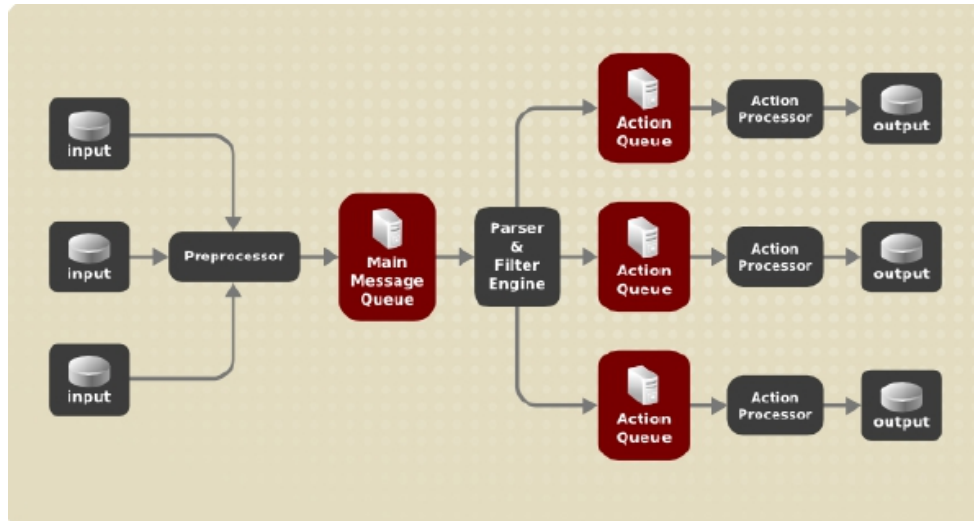 input
input
input
Preprocessor
Main
Message
Queue
Parser
&
Filter
Engine
Action
Queue
Action
Processor
output
Action
Queue
Action
Processor
output
Action
Queue
Action
Processor
output